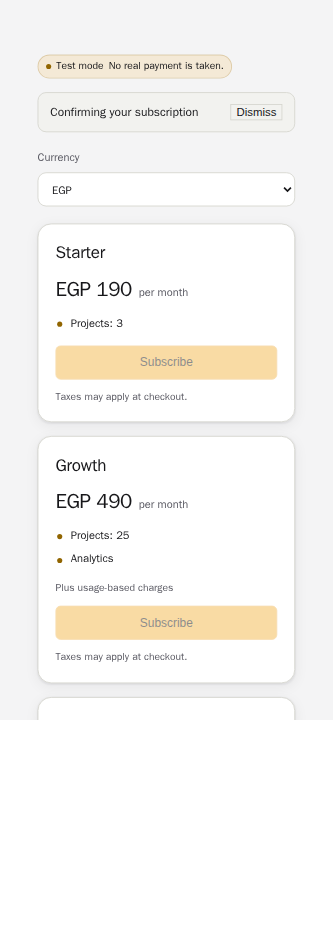 Test mode No real payment is taken.
Confirming your subscription Dismiss
Currency
EGP
Starter
EGP 190 per month
Projects: 3
Subscribe
Taxes may apply at checkout.
Growth
EGP 490 per month
Projects: 25
Analytics
Plus usage-based charges
Subscribe
Taxes may apply at checkout.